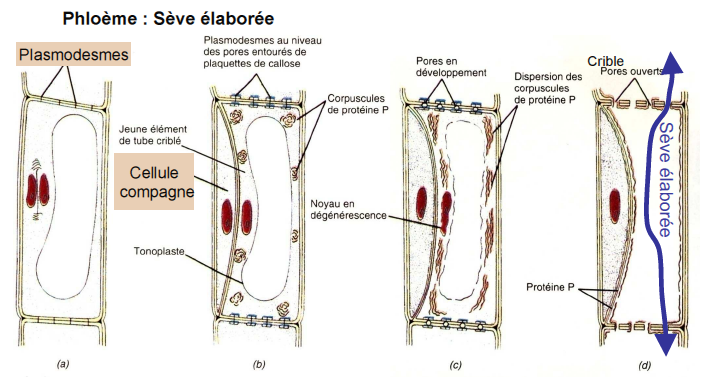 Phloème : Sève élaborée
Plasmodesmes
Plasmodesmes au niveau
des pores entourés de
plaquettes de callose
Corpuscules
de protéine P
Jeune élément
de tube criblé
Cellule
compagne
Tonoplaste
Pores en
développement
Dispersion des
corpuscules
de protéine P
Noyau en
dégénérescence
Crible
Pores ouverts
Sève élaborée
Protéine P
(a)
(b)
(c)
(d)